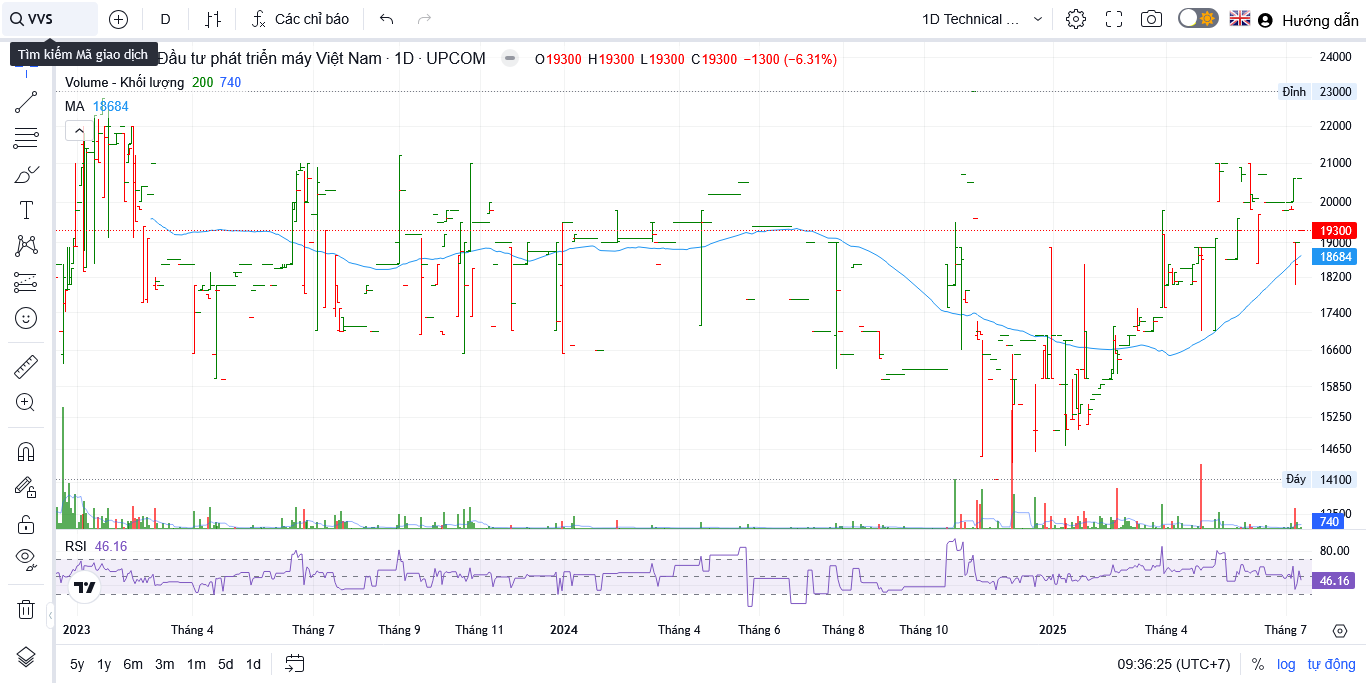 VVS
D
Các chỉ báo
1D Technical ...
Hướng dẫn
Tìm kiếm Mã giao dịch
Đầu tư phát triển máy Việt Nam · 1D · UPCOM
O19300 H19300 L19300 C19300 −1300 (−6.31%)
Volume - Khối lượng 200 740
MA 18684
24000
Đỉnh 23000
22000
21000
20000
19300
19000
18684
18200
17400
16600
15850
15250
14650
Đáy 14100
740
RSI 46.16
80.00
46.16
2023 Tháng 4 Tháng 7 Tháng 9 Tháng 11 2024 Tháng 4 Tháng 6 Tháng 8 Tháng 10 2025 Tháng 4 Tháng 7
5y 1y 6m 3m 1m 5d 1d
09:36:25 (UTC+7) % log tự động